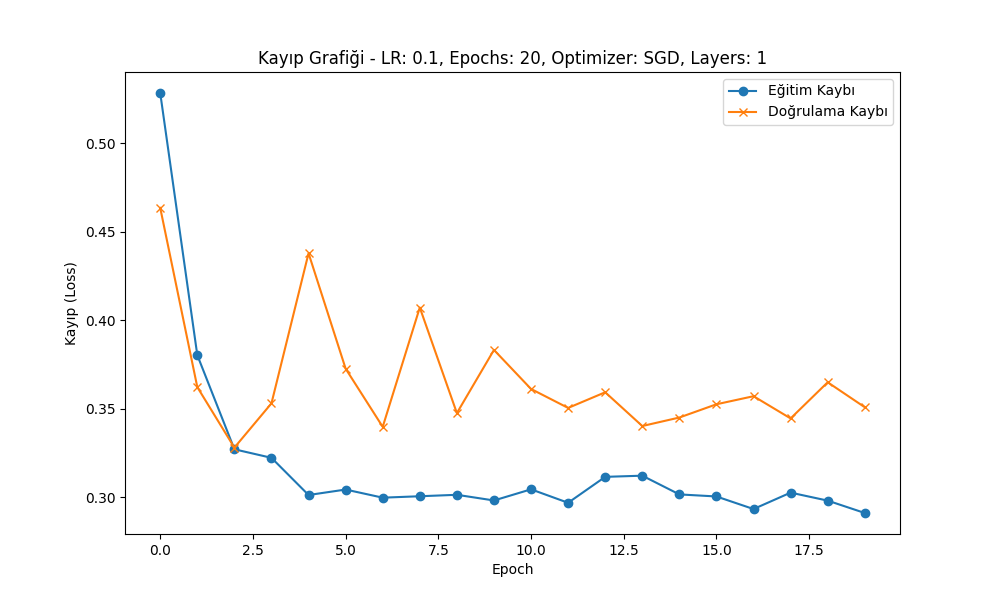 Kayıp Grafiği - LR: 0.1, Epochs: 20, Optimizer: SGD, Layers: 1
Eğitim Kaybı
Doğrulama Kaybı
Kayıp (Loss)
0.50
0.45
0.40
0.35
0.30
0.0 2.5 5.0 7.5 10.0 12.5 15.0 17.5
Epoch